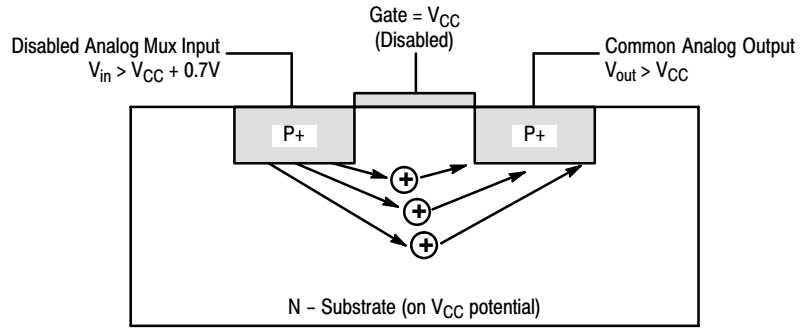 Gate = VCC
(Disabled)
Disabled Analog Mux Input
Vin > VCC + 0.7V
Common Analog Output
Vout > VCC
P+
P+
+
+
+
N – Substrate (on VCC potential)